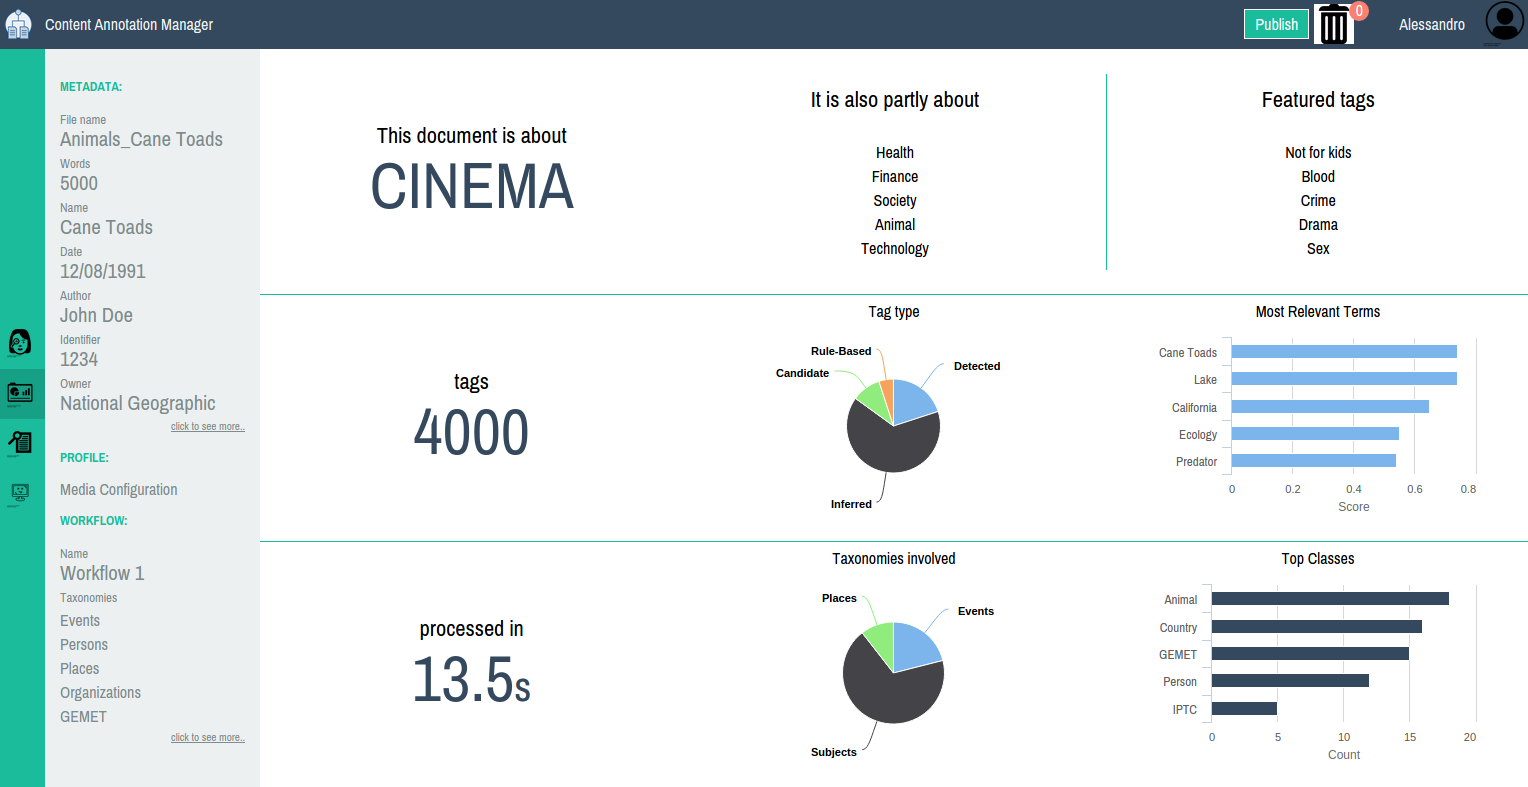 Content Annotation Manager
Publish
0
Alessandro
METADATA:
File name
Animals_Cane Toads
Words
5000
Name
Cane Toads
Date
12/08/1991
Author
John Doe
Identifier
1234
Owner
National Geographic
click to see more..
PROFILE:
Media Configuration
WORKFLOW:
Name
Workflow 1
Taxonomies
Events
Persons
Places
Organizations
GEMET
click to see more..
This document is about
CINEMA
It is also partly about
Health
Finance
Society
Animal
Technology
Featured tags
Not for kids
Blood
Crime
Drama
Sex
tags
4000
Tag type
Rule-Based
Candidate
Detected
Inferred
Most Relevant Terms
Cane Toads
Lake
California
Ecology
Predator
0 0.2 0.4 0.6 0.8
Score
processed in
13.5s
Taxonomies involved
Places
Events
Subjects
Top Classes
Animal
Country
GEMET
Person
IPTC
0 5 10 15 20
Count